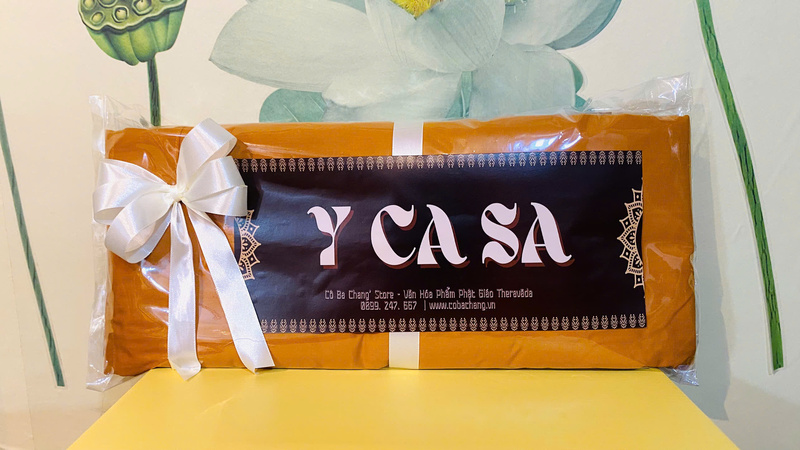 Y CA SA
Cô Ba Chang' Store - Văn Hóa Phẩm Phật Giáo Theravāda
0899. 247. 667 | www.cobachang.vn